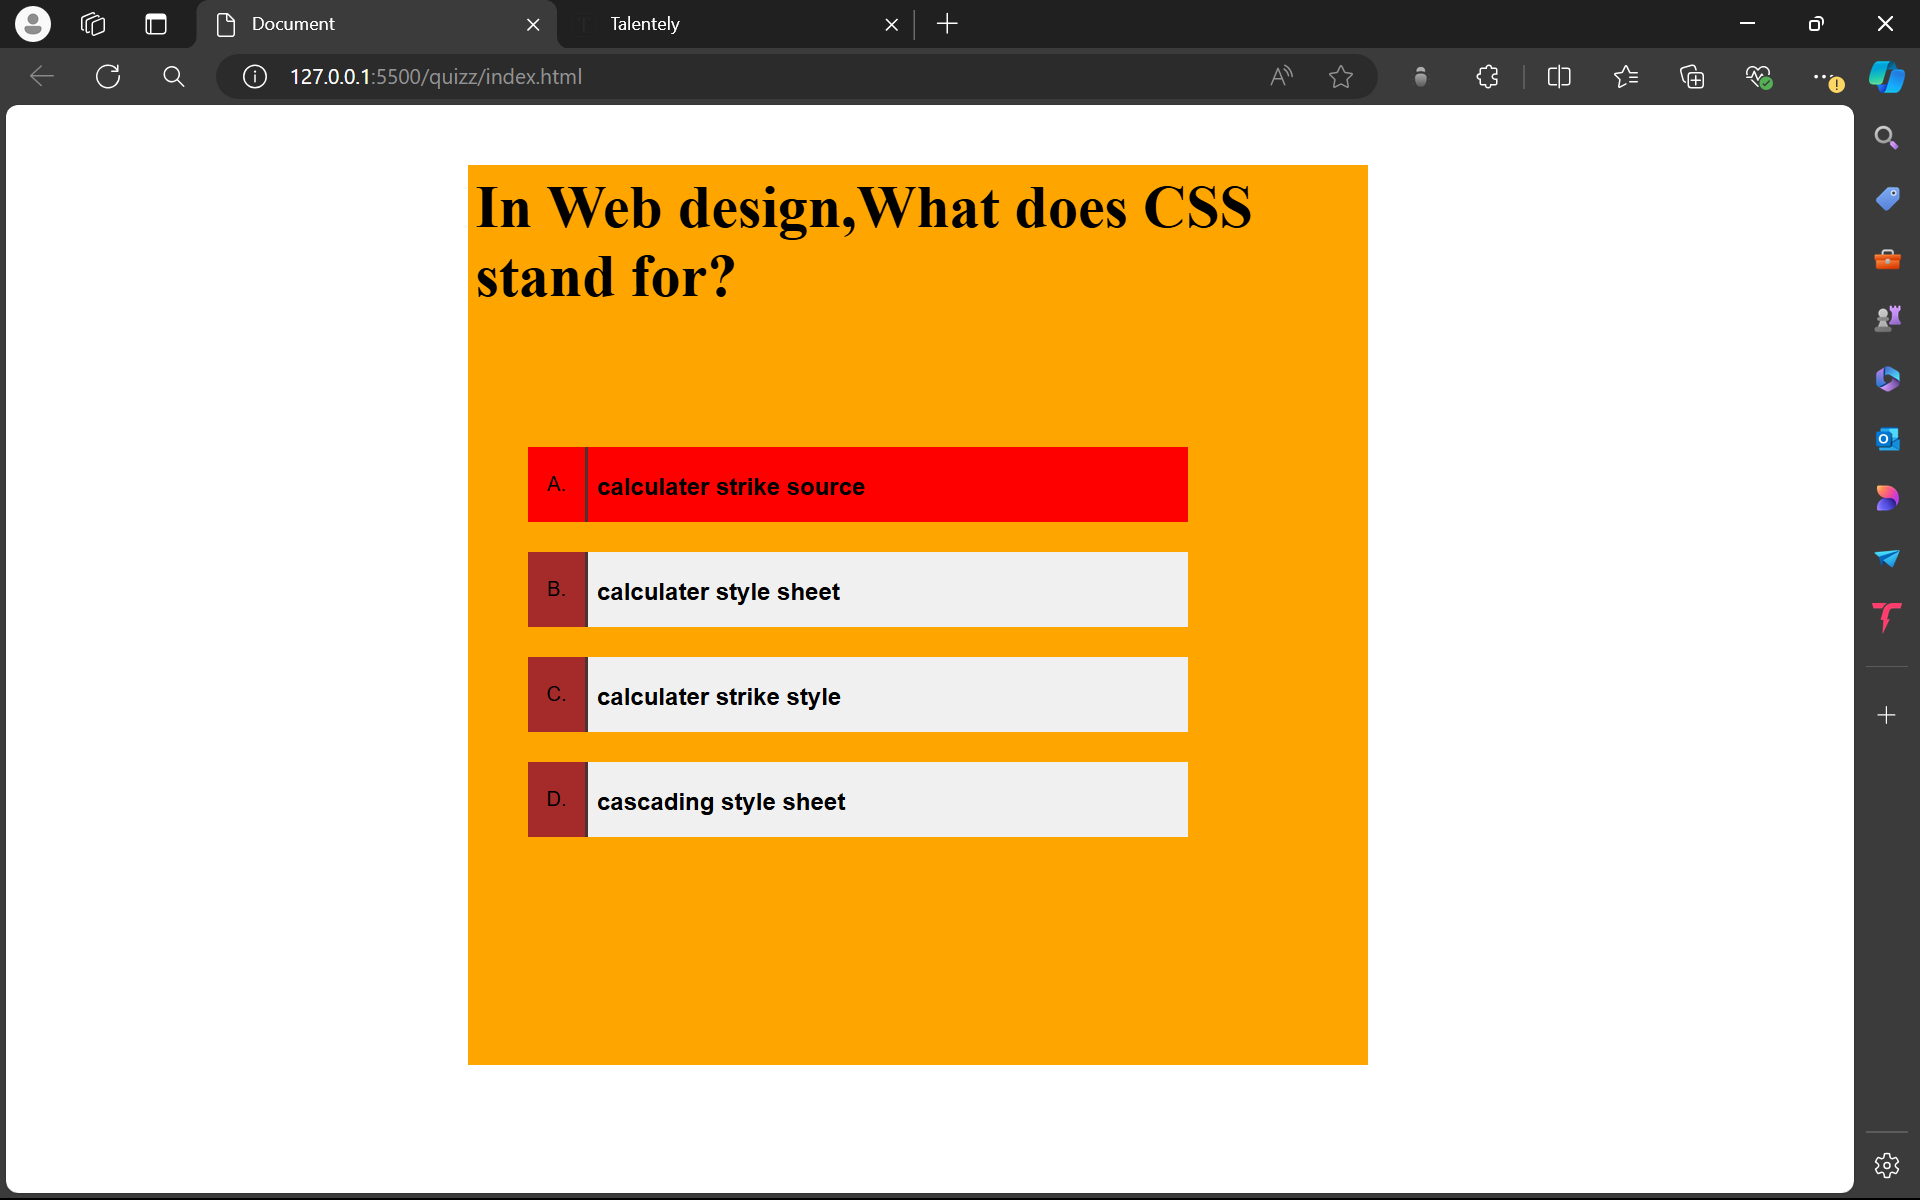 Document
Talentely
127.0.0.1:5500/quizz/index.html
In Web design,What does CSS
stand for?
A. calculater strike source
B. calculater style sheet
C. calculater strike style
D. cascading style sheet